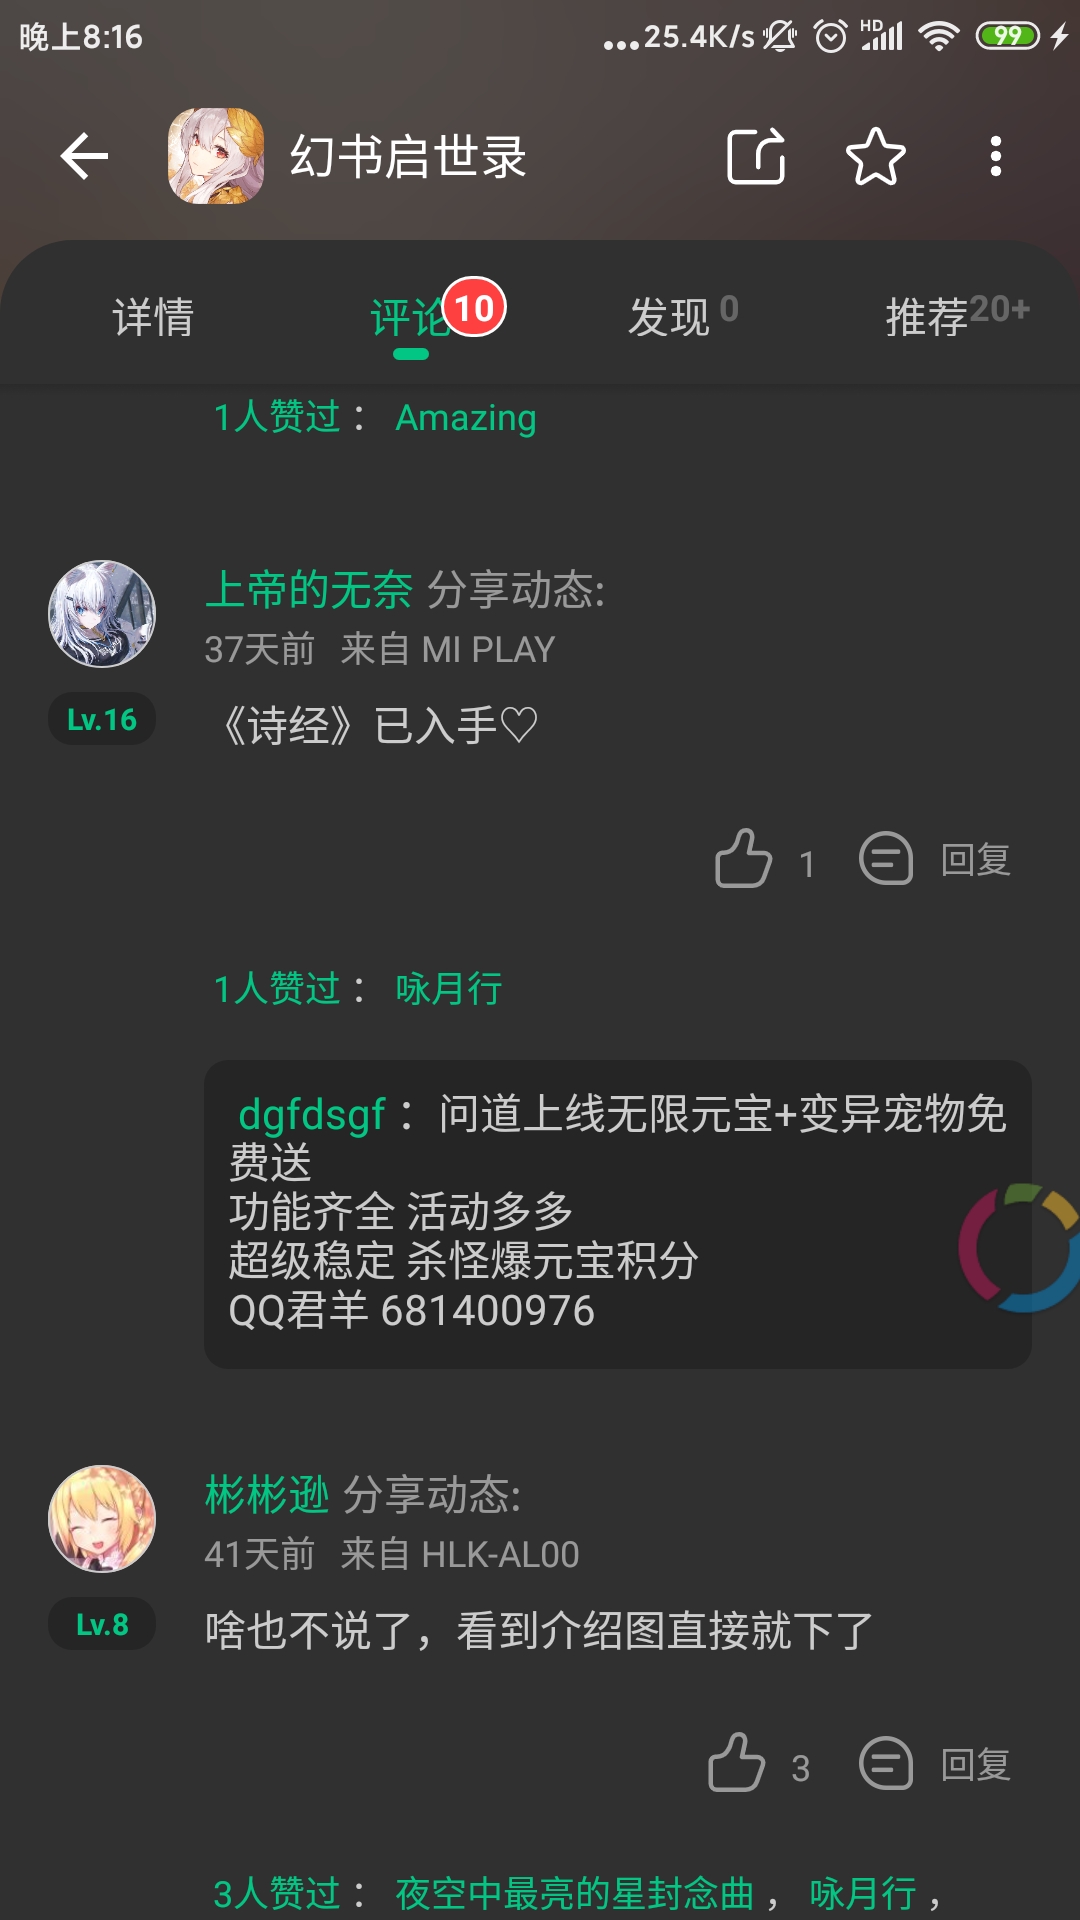 晚上8:16
...25.4K/s
HD
99
幻书启世录
详情
评论
10
发现 0
推荐20+
1人赞过： Amazing
上帝的无奈 分享动态:
37天前 来自 MI PLAY
Lv.16
《诗经》已入手♡
1 回复
1人赞过： 咏月行
dgfdsgf： 问道上线无限元宝+变异宠物免
费送
功能齐全 活动多多
超级稳定 杀怪爆元宝积分
QQ君羊 681400976
彬彬逊 分享动态:
41天前 来自 HLK-AL00
Lv.8
啥也不说了，看到介绍图直接就下了
3 回复
3人赞过： 夜空中最亮的星封念曲， 咏月行，